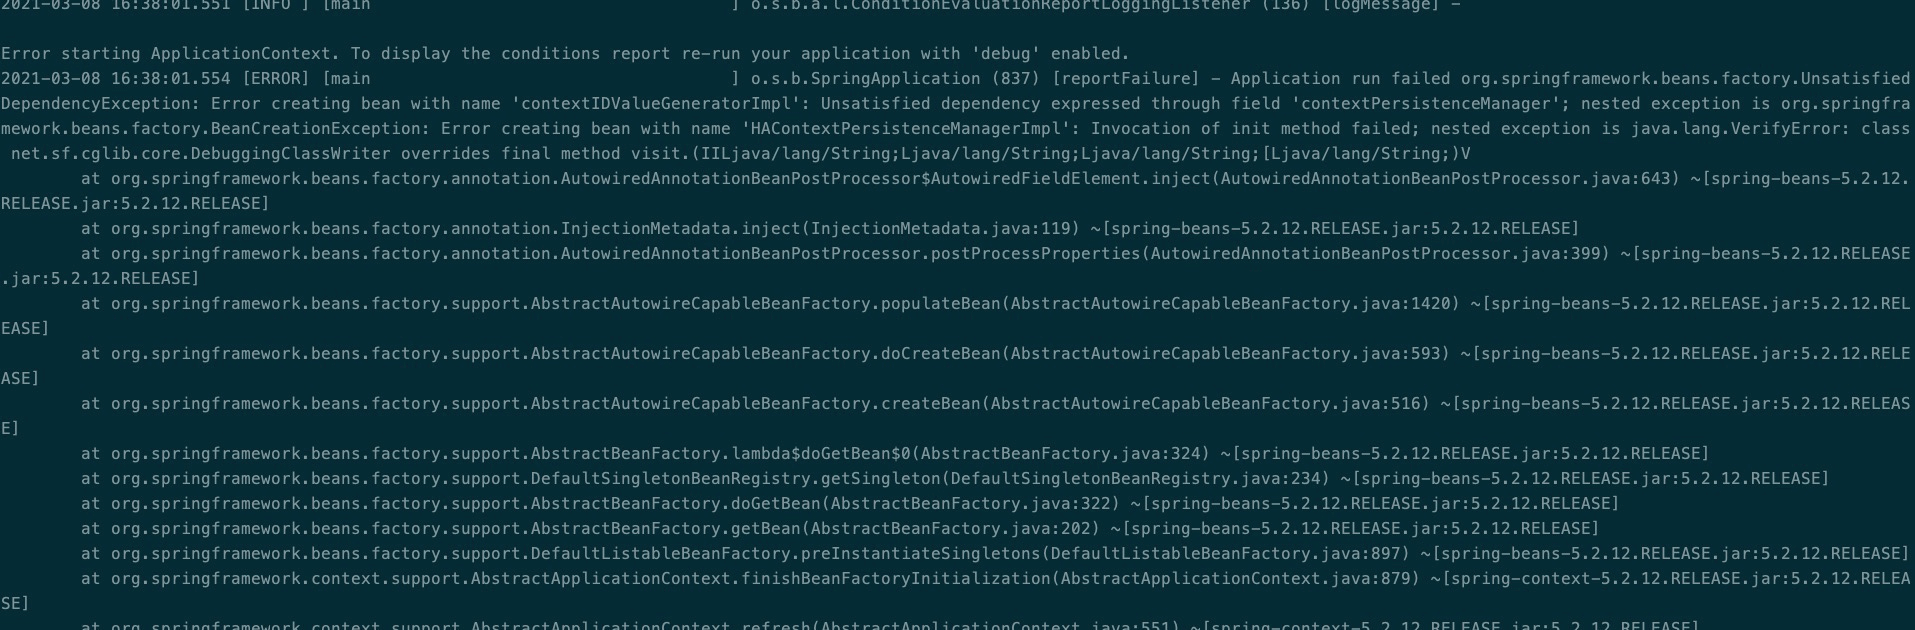 2021-03-08 16:38:01.551 [INFO ] [main                                    ] o.s.b.a.l.ConditionEvaluationReportLoggingListener (136) [logMessage] -
Error starting ApplicationContext. To display the conditions report re-run your application with 'debug' enabled.
2021-03-08 16:38:01.554 [ERROR] [main                                    ] o.s.b.SpringApplication (837) [reportFailure] - Application run failed org.springframework.beans.factory.Unsatisfied
DependencyException: Error creating bean with name 'contextIDValueGeneratorImpl': Unsatisfied dependency expressed through field 'contextPersistenceManager'; nested exception is org.springfra
mework.beans.factory.BeanCreationException: Error creating bean with name 'HAContextPersistenceManagerImpl': Invocation of init method failed; nested exception is java.lang.VerifyError: class
 net.sf.cglib.core.DebuggingClassWriter overrides final method visit.(IILjava/lang/String;Ljava/lang/String;Ljava/lang/String;[Ljava/lang/String;)V
        at org.springframework.beans.factory.annotation.AutowiredAnnotationBeanPostProcessor$AutowiredFieldElement.inject(AutowiredAnnotationBeanPostProcessor.java:643) ~[spring-beans-5.2.12.
RELEASE.jar:5.2.12.RELEASE]
        at org.springframework.beans.factory.annotation.InjectionMetadata.inject(InjectionMetadata.java:119) ~[spring-beans-5.2.12.RELEASE.jar:5.2.12.RELEASE]
        at org.springframework.beans.factory.annotation.AutowiredAnnotationBeanPostProcessor.postProcessProperties(AutowiredAnnotationBeanPostProcessor.java:399) ~[spring-beans-5.2.12.RELEASE
.jar:5.2.12.RELEASE]
        at org.springframework.beans.factory.support.AbstractAutowireCapableBeanFactory.populateBean(AbstractAutowireCapableBeanFactory.java:1420) ~[spring-beans-5.2.12.RELEASE.jar:5.2.12.REL
EASE]
        at org.springframework.beans.factory.support.AbstractAutowireCapableBeanFactory.doCreateBean(AbstractAutowireCapableBeanFactory.java:593) ~[spring-beans-5.2.12.RELEASE.jar:5.2.12.RELE
ASE]
        at org.springframework.beans.factory.support.AbstractAutowireCapableBeanFactory.createBean(AbstractAutowireCapableBeanFactory.java:516) ~[spring-beans-5.2.12.RELEASE.jar:5.2.12.RELEAS
E]
        at org.springframework.beans.factory.support.AbstractBeanFactory.lambda$doGetBean$0(AbstractBeanFactory.java:324) ~[spring-beans-5.2.12.RELEASE.jar:5.2.12.RELEASE]
        at org.springframework.beans.factory.support.DefaultSingletonBeanRegistry.getSingleton(DefaultSingletonBeanRegistry.java:234) ~[spring-beans-5.2.12.RELEASE.jar:5.2.12.RELEASE]
        at org.springframework.beans.factory.support.AbstractBeanFactory.doGetBean(AbstractBeanFactory.java:322) ~[spring-beans-5.2.12.RELEASE.jar:5.2.12.RELEASE]
        at org.springframework.beans.factory.support.AbstractBeanFactory.getBean(AbstractBeanFactory.java:202) ~[spring-beans-5.2.12.RELEASE.jar:5.2.12.RELEASE]
        at org.springframework.beans.factory.support.DefaultListableBeanFactory.preInstantiateSingletons(DefaultListableBeanFactory.java:897) ~[spring-beans-5.2.12.RELEASE.jar:5.2.12.RELEASE]
        at org.springframework.context.support.AbstractApplicationContext.finishBeanFactoryInitialization(AbstractApplicationContext.java:879) ~[spring-context-5.2.12.RELEASE.jar:5.2.12.RELEA
SE]
        at org.springframework.context.support.AbstractApplicationContext.refresh(AbstractApplicationContext.java:551) ~[spring-context-5.2.12.RELEASE.jar:5.2.12.RELEASE]